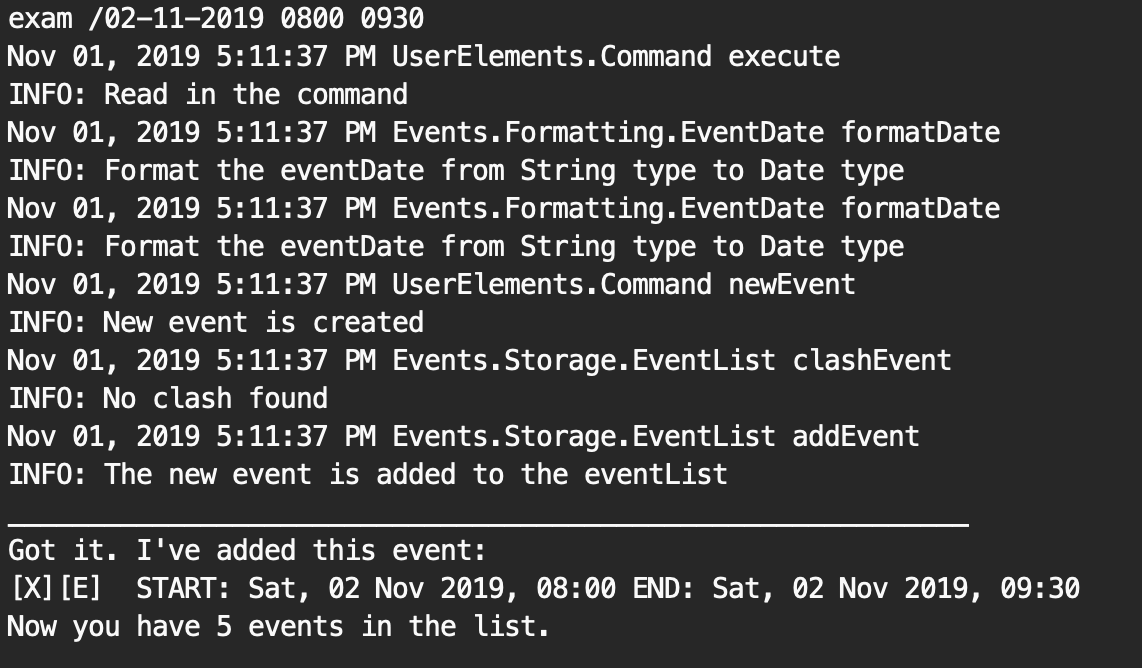 exam /02-11-2019 0800 0930
Nov 01, 2019 5:11:37 PM UserElements.Command execute
INFO: Read in the command
Nov 01, 2019 5:11:37 PM Events.Formatting.EventDate formatDate
INFO: Format the eventDate from String type to Date type
Nov 01, 2019 5:11:37 PM Events.Formatting.EventDate formatDate
INFO: Format the eventDate from String type to Date type
Nov 01, 2019 5:11:37 PM UserElements.Command newEvent
INFO: New event is created
Nov 01, 2019 5:11:37 PM Events.Storage.EventList clashEvent
INFO: No clash found
Nov 01, 2019 5:11:37 PM Events.Storage.EventList addEvent
INFO: The new event is added to the eventList
____________________________________________________________
Got it. I've added this event:
[X][E]  START: Sat, 02 Nov 2019, 08:00 END: Sat, 02 Nov 2019, 09:30
Now you have 5 events in the list.